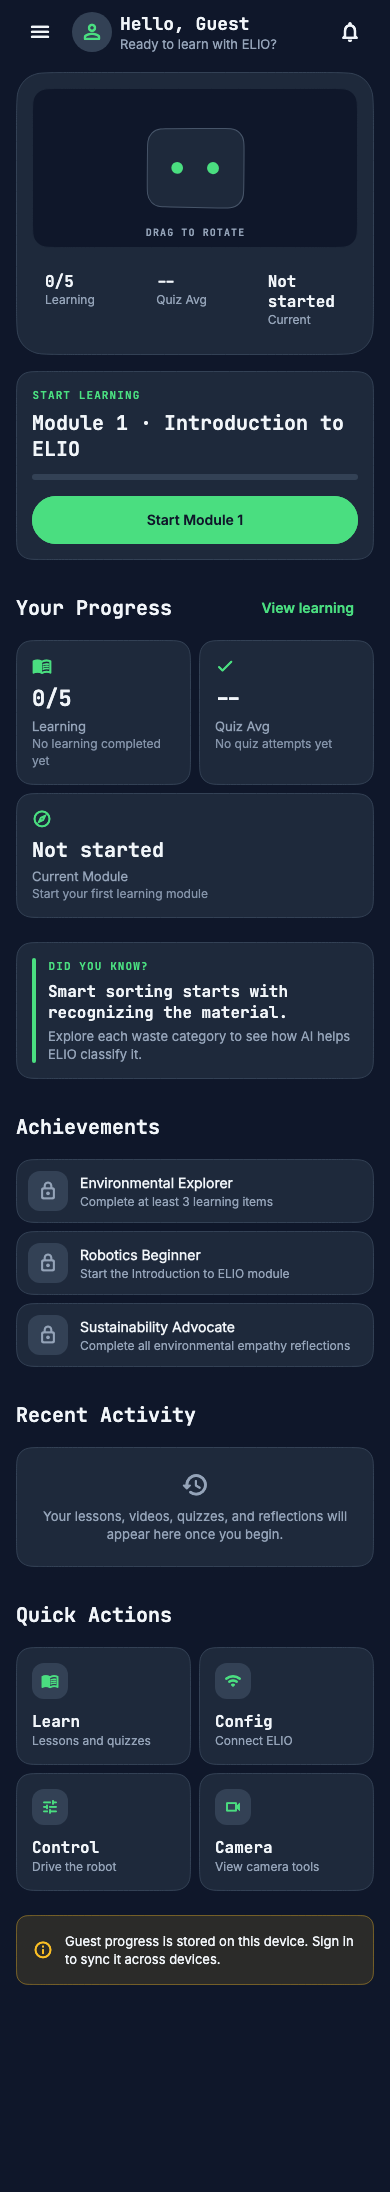 Hello, Guest
Ready to learn with ELIO?
DRAG TO ROTATE
0/5
Learning
--
Quiz Avg
Not
started
Current
START LEARNING
Module 1 · Introduction to
ELIO
Start Module 1
Your Progress
View learning
0/5
Learning
No learning completed
yet
--
Quiz Avg
No quiz attempts yet
Not started
Current Module
Start your first learning module
DID YOU KNOW?
Smart sorting starts with
recognizing the material.
Explore each waste category to see how AI helps
ELIO classify it.
Achievements
Environmental Explorer
Complete at least 3 learning items
Robotics Beginner
Start the Introduction to ELIO module
Sustainability Advocate
Complete all environmental empathy reflections
Recent Activity
Your lessons, videos, quizzes, and reflections will
appear here once you begin.
Quick Actions
Learn
Lessons and quizzes
Config
Connect ELIO
Control
Drive the robot
Camera
View camera tools
Guest progress is stored on this device. Sign in
to sync it across devices.